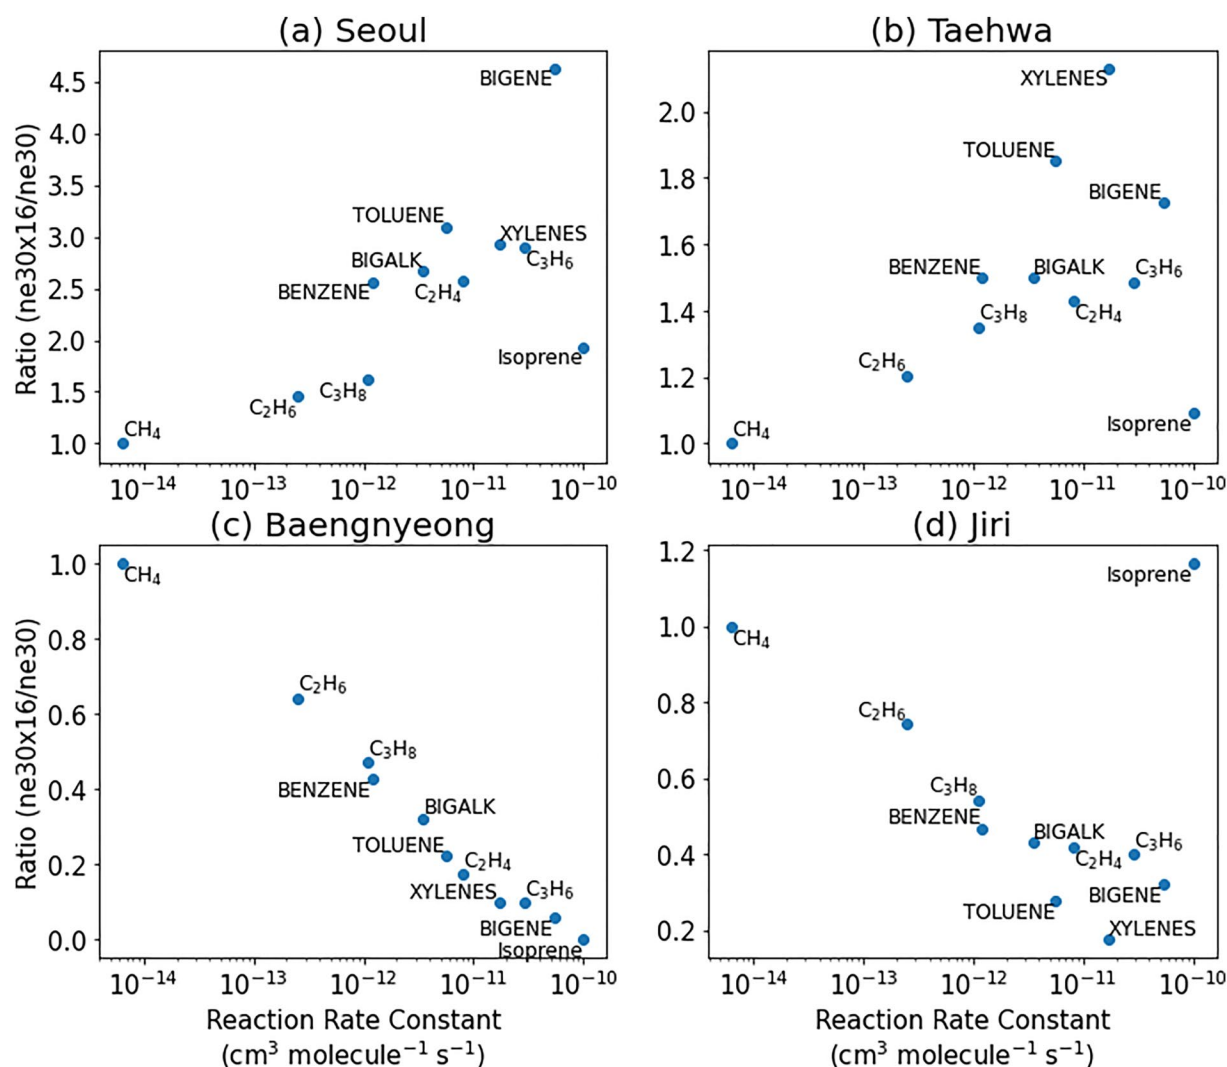 (a) Seoul
(b) Taehwa
Ratio (ne30x16/ne30)
4.5
4.0
3.5
3.0
2.5
2.0
1.5
1.0
BIGENE
TOLUENE
XYLENES
BIGALK
C₃H₆
BENZENE
C₂H₄
Isoprene
C₃H₈
C₂H₆
CH₄
10⁻¹⁴ 10⁻¹³ 10⁻¹² 10⁻¹¹ 10⁻¹⁰
2.0
1.8
1.6
1.4
1.2
1.0
XYLENES
TOLUENE
BIGENE
BENZENE
BIGALK
C₃H₆
C₃H₈
C₂H₄
C₂H₆
Isoprene
CH₄
10⁻¹⁴ 10⁻¹³ 10⁻¹² 10⁻¹¹ 10⁻¹⁰
(c) Baengnyeong
(d) Jiri
Ratio (ne30x16/ne30)
1.0
0.8
0.6
0.4
0.2
0.0
CH₄
C₂H₆
C₃H₈
BENZENE
BIGALK
TOLUENE
C₂H₄
XYLENES
C₃H₆
BIGENE
Isoprene
10⁻¹⁴ 10⁻¹³ 10⁻¹² 10⁻¹¹ 10⁻¹⁰
Reaction Rate Constant
(cm³ molecule⁻¹ s⁻¹)
1.2
1.0
0.8
0.6
0.4
0.2
Isoprene
CH₄
C₂H₆
C₃H₈
BENZENE
BIGALK
C₃H₆
C₂H₄
BIGENE
TOLUENE
XYLENES
10⁻¹⁴ 10⁻¹³ 10⁻¹² 10⁻¹¹ 10⁻¹⁰
Reaction Rate Constant
(cm³ molecule⁻¹ s⁻¹)